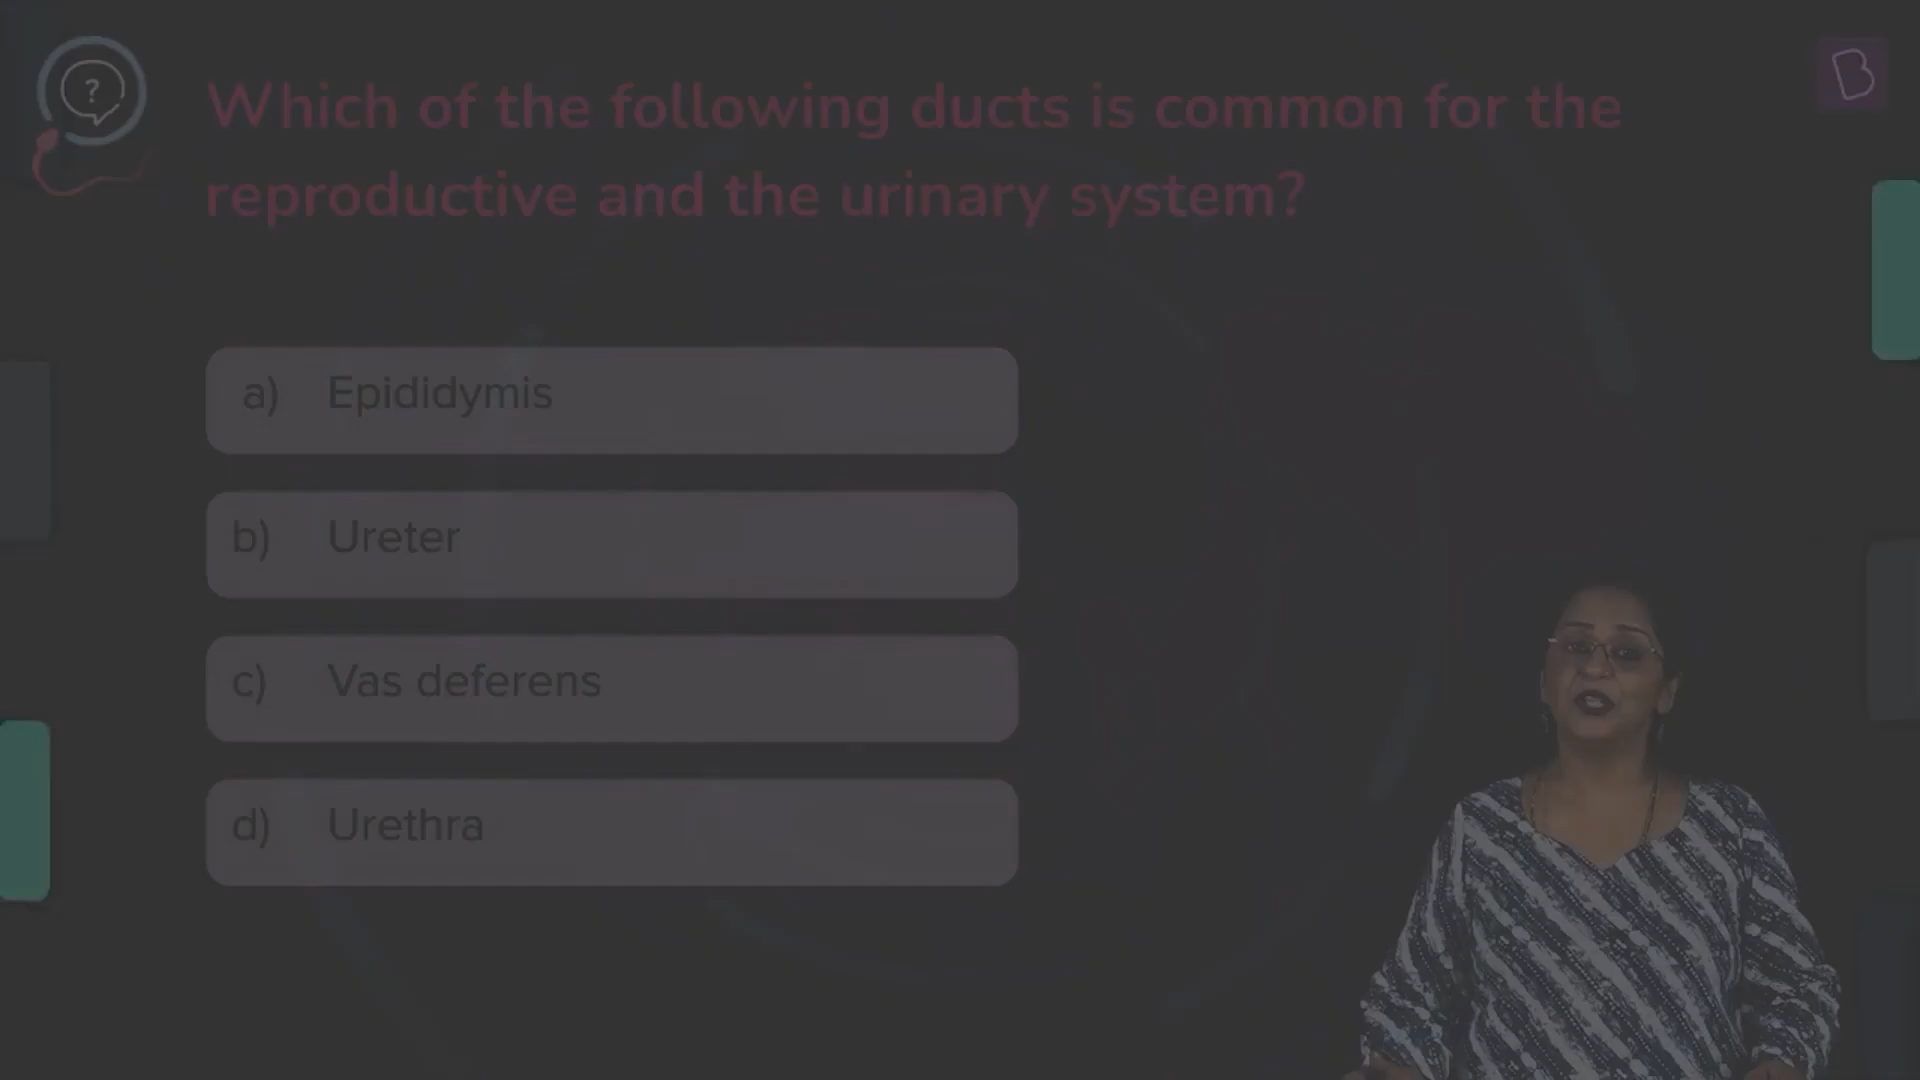 ?
Which of the following ducts is common for the
reproductive and the urinary system?
a) Epididymis
b) Ureter
c) Vas deferens
d) Urethra
B